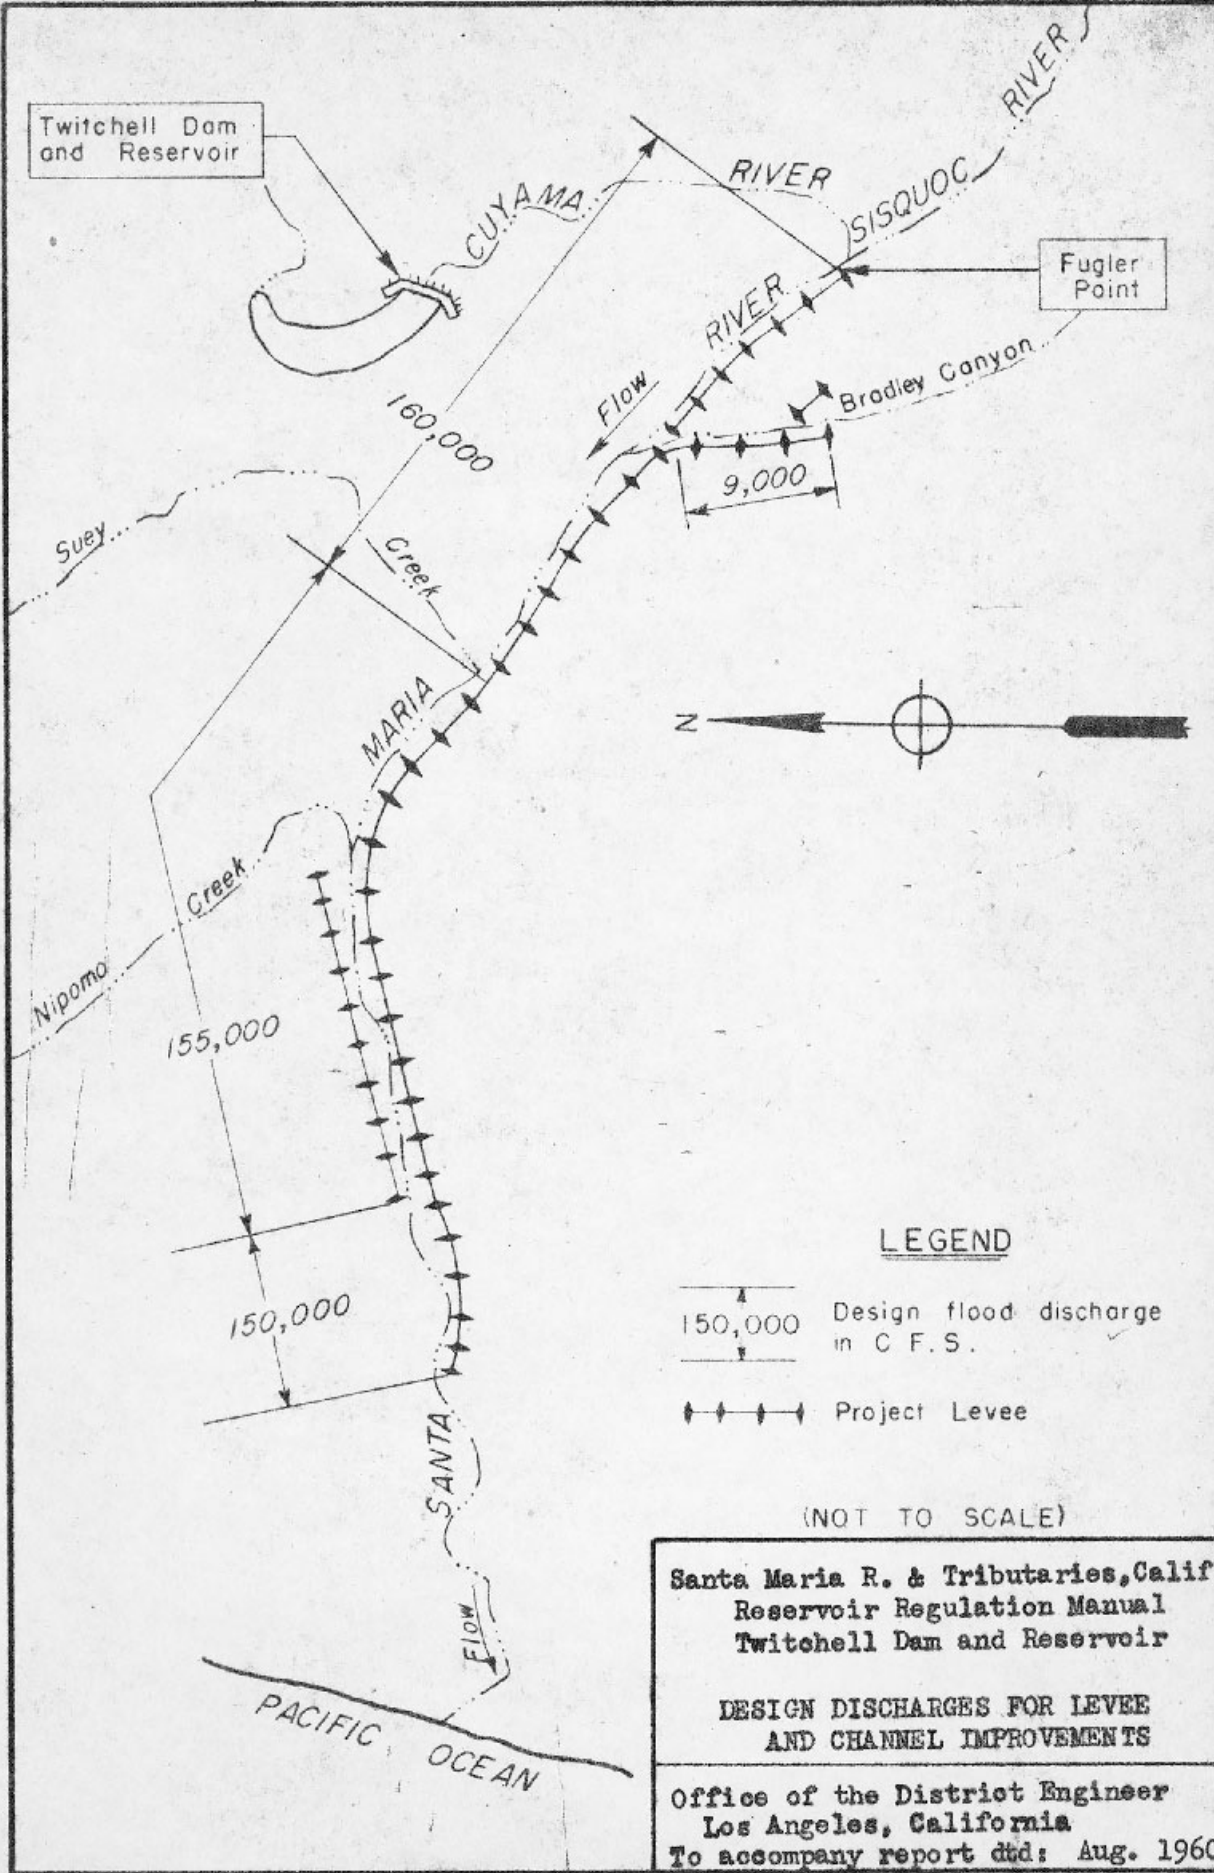 Twitchell Dam
and Reservoir
CUYAMA
RIVER
SISQUOC
RIVER
Fugler
Point
RIVER
Flow
Bradley Canyon
160,000
9,000
Suey
Creek
MARIA
N
Nipomo
Creek
155,000
150,000
LEGEND
150,000
Design flood discharge
in C F.S.
Project Levee
SANTA
(NOT TO SCALE)
Flow
PACIFIC OCEAN
Santa Maria R. & Tributaries,Calif
Reservoir Regulation Manual
Twitchell Dam and Reservoir
DESIGN DISCHARGES FOR LEVEE
AND CHANNEL IMPROVEMENTS
Office of the District Engineer
Los Angeles, California
To accompany report dtd: Aug. 1960